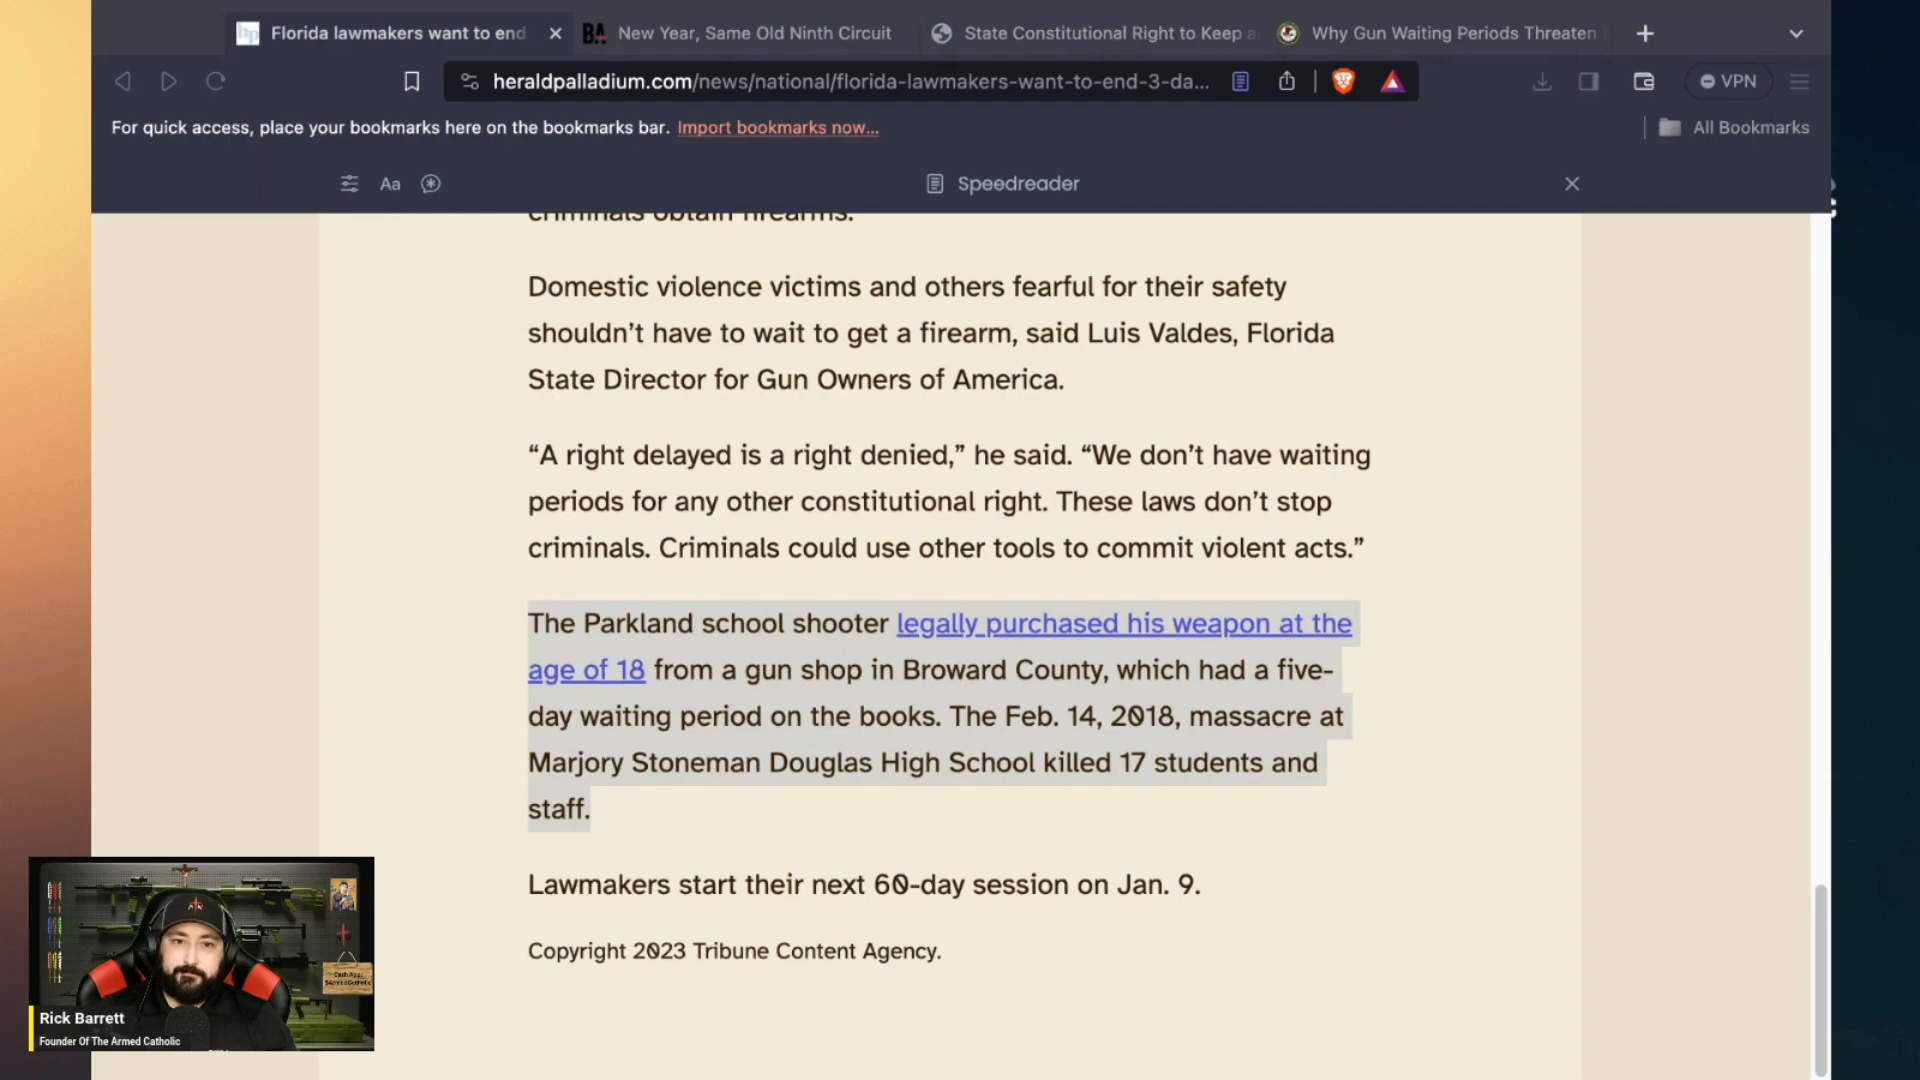 Florida lawmakers want to end
New Year, Same Old Ninth Circuit
State Constitutional Right to Keep a
Why Gun Waiting Periods Threaten
heraldpalladium.com/news/national/florida-lawmakers-want-to-end-3-da...
VPN
For quick access, place your bookmarks here on the bookmarks bar. Import bookmarks now...
All Bookmarks
Aa
Speedreader
criminals obtain firearms.
Domestic violence victims and others fearful for their safety
shouldn’t have to wait to get a firearm, said Luis Valdes, Florida
State Director for Gun Owners of America.
“A right delayed is a right denied,” he said. “We don’t have waiting
periods for any other constitutional right. These laws don’t stop
criminals. Criminals could use other tools to commit violent acts.”
The Parkland school shooter legally purchased his weapon at the
age of 18 from a gun shop in Broward County, which had a five-
day waiting period on the books. The Feb. 14, 2018, massacre at
Marjory Stoneman Douglas High School killed 17 students and
staff.
Lawmakers start their next 60-day session on Jan. 9.
Copyright 2023 Tribune Content Agency.
Cash App:
$ArmedCatholic
Rick Barrett
Founder Of The Armed Catholic